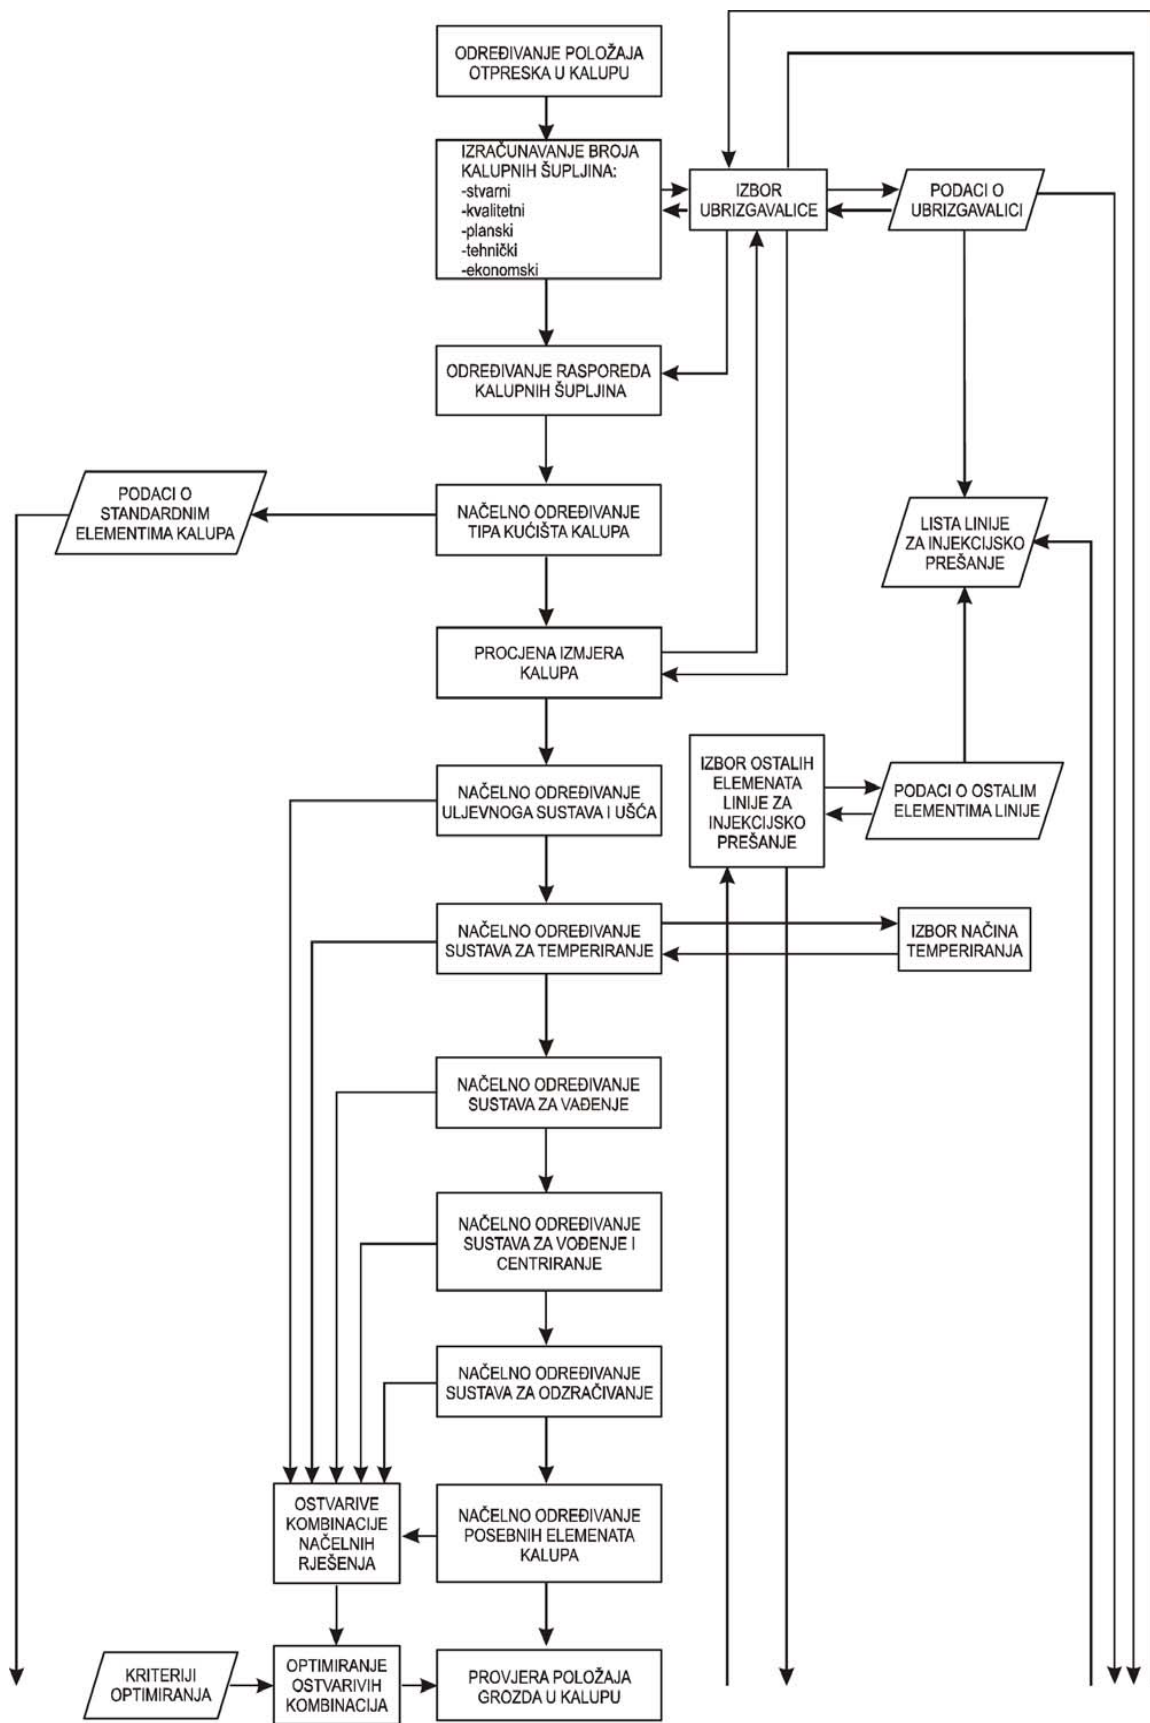 ODREĐIVANJE POLOŽAJA
OTPRESKA U KALUPU
IZRAČUNAVANJE BROJA
KALUPNIH ŠUPLJINA:
-stvarni
-kvalitetni
-planski
-tehnički
-ekonomski
IZBOR
UBRIZGAVALICE
PODACI O
UBRIZGAVALICI
ODREĐIVANJE RASPOREDA
KALUPNIH ŠUPLJINA
PODACI O
STANDARDNIM
ELEMENTIMA KALUPA
NAČELNO ODREĐIVANJE
TIPA KUĆIŠTA KALUPA
LISTA LINIJE
ZA INJEKCIJSKO
PREŠANJE
PROCJENA IZMJERA
KALUPA
NAČELNO ODREĐIVANJE
ULJEVNOGA SUSTAVA I UŠĆA
IZBOR OSTALIH
ELEMENATA
LINIJE ZA
INJEKCIJSKO
PREŠANJE
PODACI O OSTALIM
ELEMENTIMA LINIJE
NAČELNO ODREĐIVANJE
SUSTAVA ZA TEMPERIRANJE
IZBOR NAČINA
TEMPERIRANJA
NAČELNO ODREĐIVANJE
SUSTAVA ZA VAĐENJE
NAČELNO ODREĐIVANJE
SUSTAVA ZA VOĐENJE I
CENTRIRANJE
NAČELNO ODREĐIVANJE
SUSTAVA ZA ODZRAČIVANJE
OSTVARIVE
KOMBINACIJE
NAČELNIH
RJEŠENJA
NAČELNO ODREĐIVANJE
POSEBNIH ELEMENATA
KALUPA
KRITERIJI
OPTIMIRANJA
OPTIMIRANJE
OSTVARIVIH
KOMBINACIJA
PROVJERA POLOŽAJA
GROZDA U KALUPU